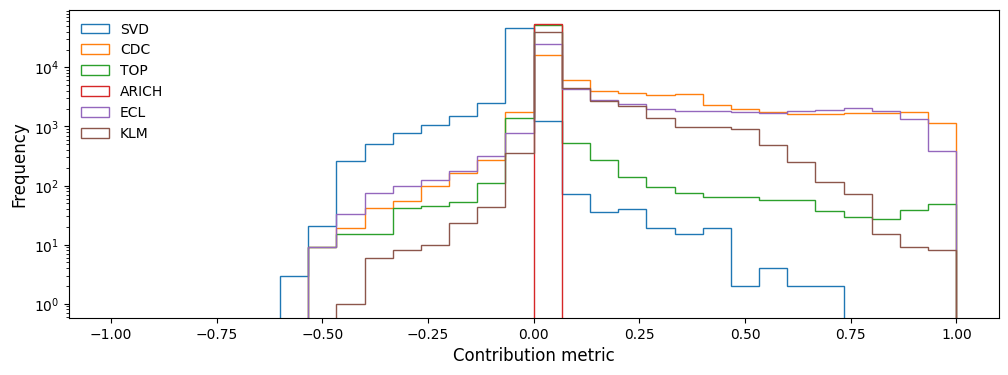 SVD
CDC
TOP
ARICH
ECL
KLM
Frequency
10⁴
10³
10²
10¹
10⁰
−1.00 −0.75 −0.50 −0.25 0.00 0.25 0.50 0.75 1.00
Contribution metric